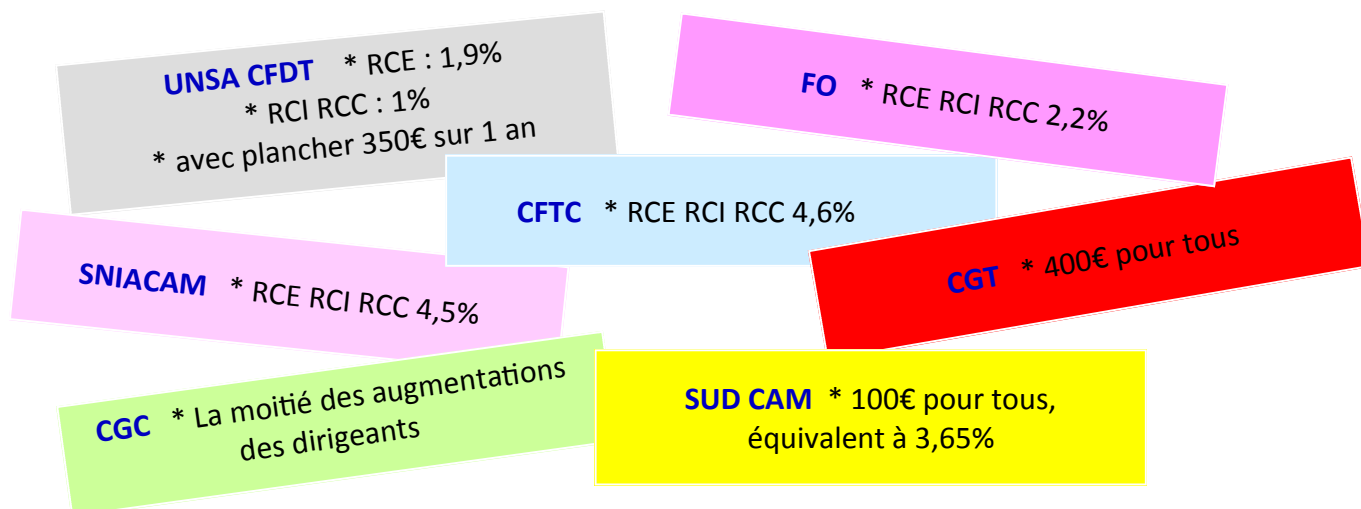 UNSA CFDT * RCE : 1,9%
* RCI RCC : 1%
* avec plancher 350€ sur 1 an
FO * RCE RCI RCC 2,2%
CFTC * RCE RCI RCC 4,6%
CGT * 400€ pour tous
SNIACAM * RCE RCI RCC 4,5%
CGC * La moitié des augmentations
des dirigeants
SUD CAM * 100€ pour tous,
équivalent à 3,65%